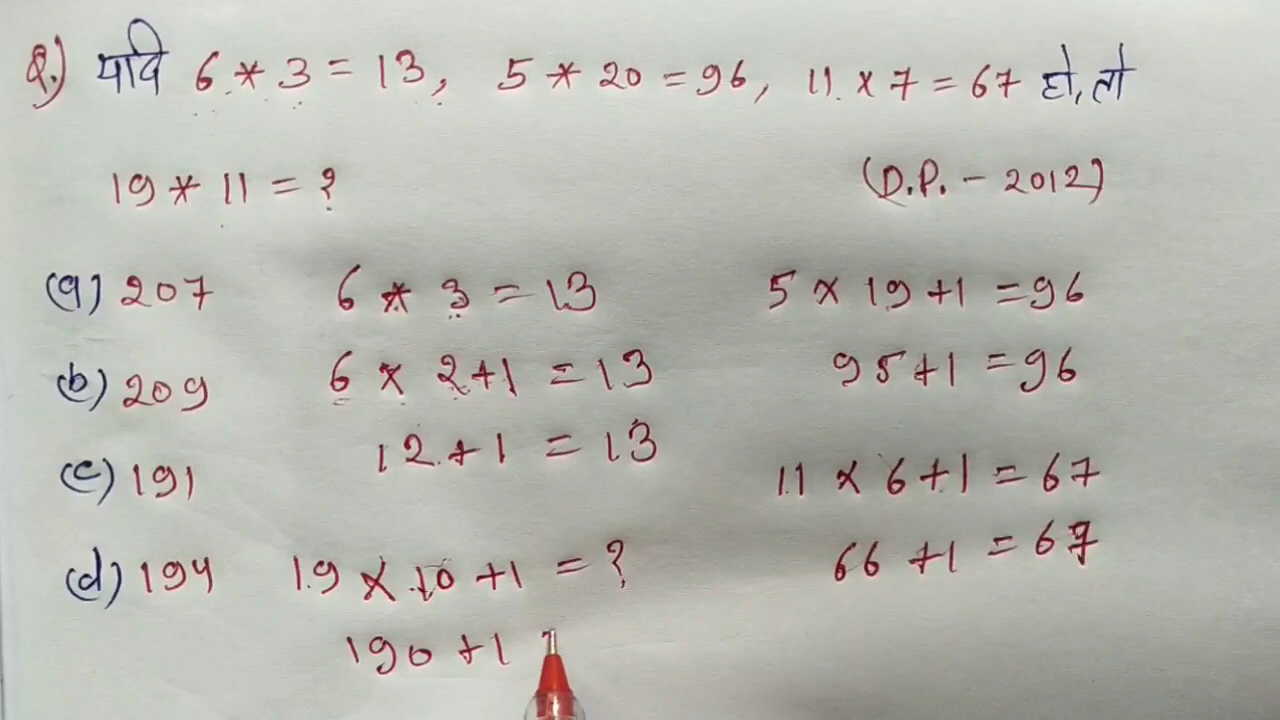 Q.) यदि 6 * 3 = 13, 5 * 20 = 96, 11 x 7 = 67 हो, तो
19 * 11 = ?
(D.P. - 2012)
(a) 207
(b) 209
(c) 191
(d) 194
6 * 3 = 13
6 x 2 + 1 = 13
12 + 1 = 13
19 x 10 + 1 = ?
190 + 1
5 x 19 + 1 = 96
95 + 1 = 96
11 x 6 + 1 = 67
66 + 1 = 67